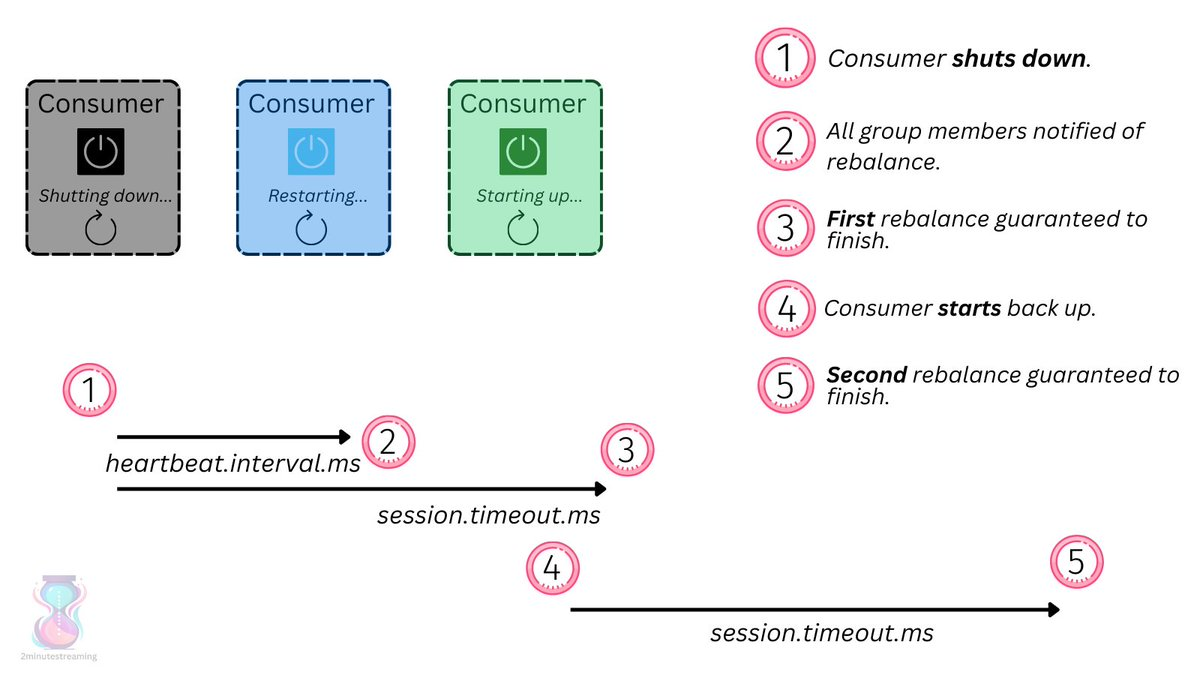 Consumer
Shutting down...
Consumer
Restarting...
Consumer
Starting up...
1
Consumer shuts down.
2
All group members notified of
rebalance.
3
First rebalance guaranteed to
finish.
4
Consumer starts back up.
5
Second rebalance guaranteed to
finish.
1
2
heartbeat.interval.ms
3
session.timeout.ms
4
5
session.timeout.ms
2minutestreaming